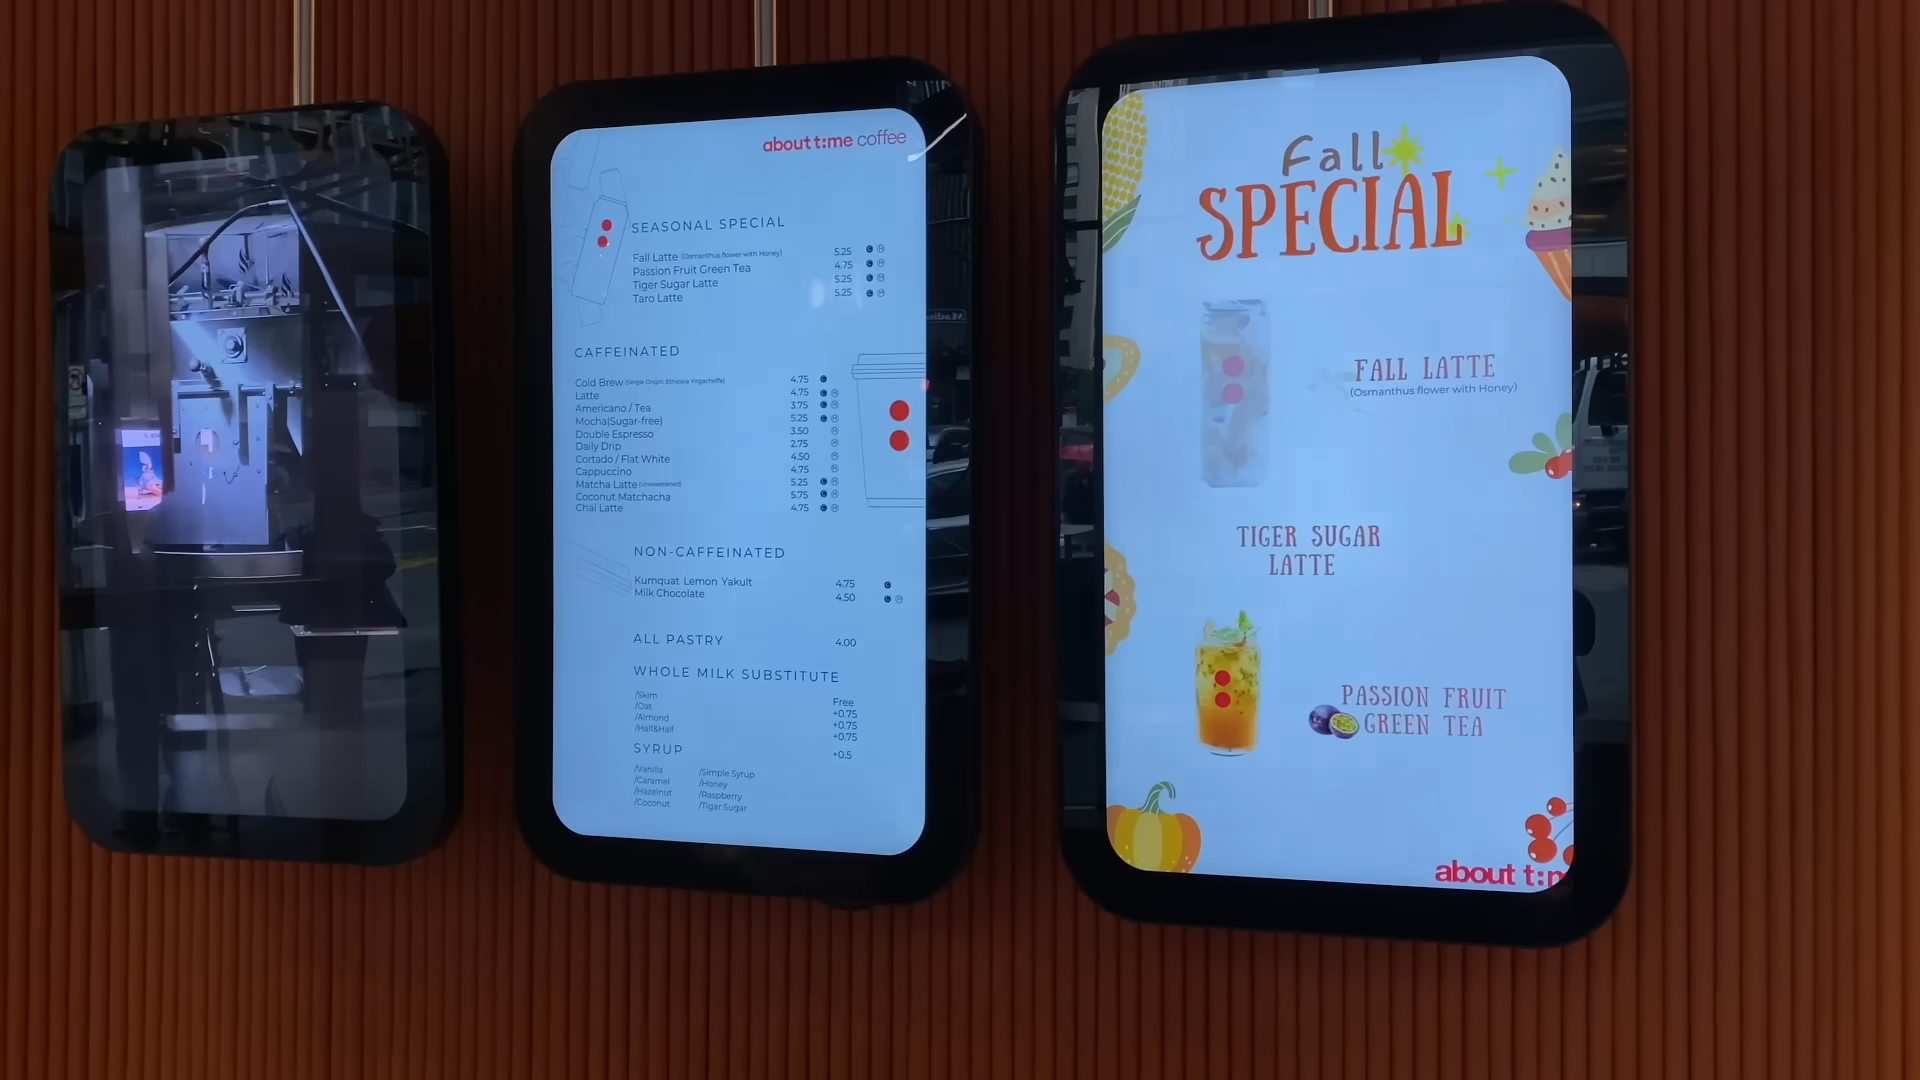 about t:me coffee
SEASONAL SPECIAL
Fall Latte (Osmanthus flower with Honey) 5.25 C H
Passion Fruit Green Tea 4.75 C H
Tiger Sugar Latte 5.25 C H
Taro Latte 5.25 C H
CAFFEINATED
Cold Brew (Single Origin: Ethiopia Yirgacheffe) 4.75 C
Latte 4.75 C H
Americano / Tea 3.75 C H
Mocha(Sugar-free) 5.25 C H
Double Espresso 3.50 H
Daily Drip 2.75 H
Cortado / Flat White 4.50 H
Cappuccino 4.75 H
Matcha Latte (Unsweetened) 5.25 C H
Coconut Matchacha 5.75 C H
Chai Latte 4.75 C H
NON-CAFFEINATED
Kumquat Lemon Yakult 4.75 C
Milk Chocolate 4.50 C H
ALL PASTRY 4.00
WHOLE MILK SUBSTITUTE
/Skim Free
/Oat +0.75
/Almond +0.75
/Half&Half +0.75
SYRUP +0.5
/Vanilla /Simple Syrup
/Caramel /Honey
/Hazelnut /Raspberry
/Coconut /Tigar Sugar
Fall
SPECIAL
FALL LATTE
(Osmanthus flower with Honey)
TIGER SUGAR
LATTE
PASSION FRUIT
GREEN TEA
about t:m